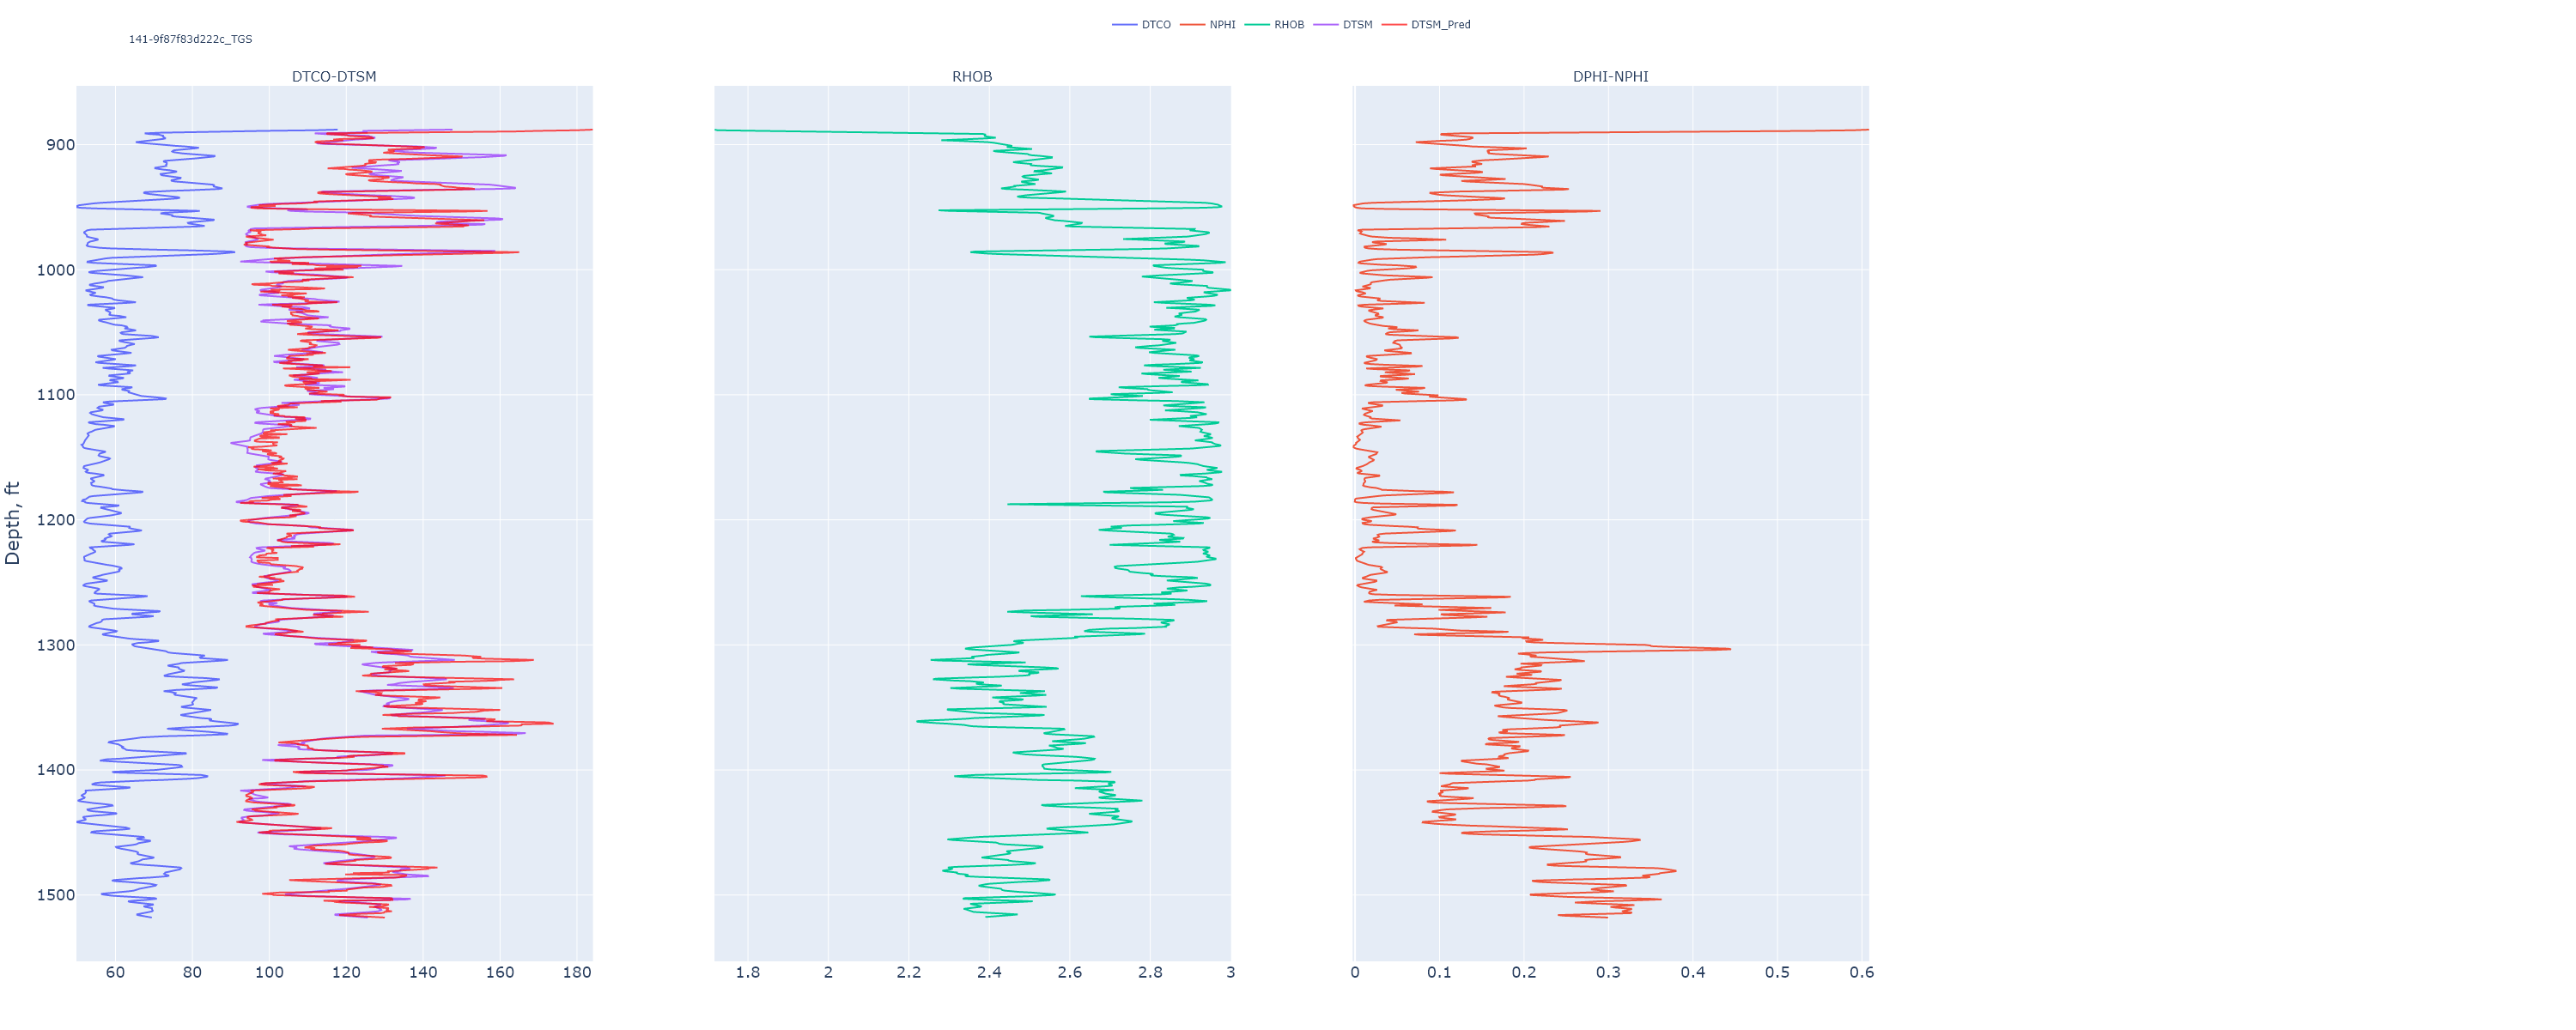 DTCO NPHI RHOB DTSM DTSM_Pred
141-9f87f83d222c_TGS
DTCO-DTSM RHOB DPHI-NPHI
900
1000
1100
1200
1300
1400
1500
Depth, ft
60 80 100 120 140 160 180 1.8 2 2.2 2.4 2.6 2.8 3 0 0.1 0.2 0.3 0.4 0.5 0.6